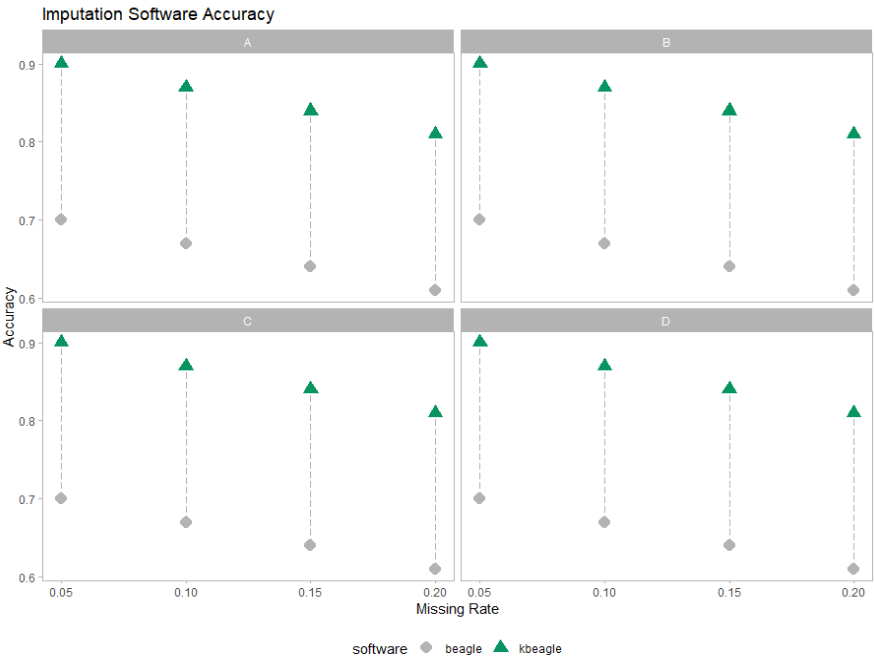 Imputation Software Accuracy
A B
0.9
0.8
0.7
0.6
Accuracy
C D
0.9
0.8
0.7
0.6
0.05 0.10 0.15 0.20 0.05 0.10 0.15 0.20
Missing Rate
software beagle kbeagle